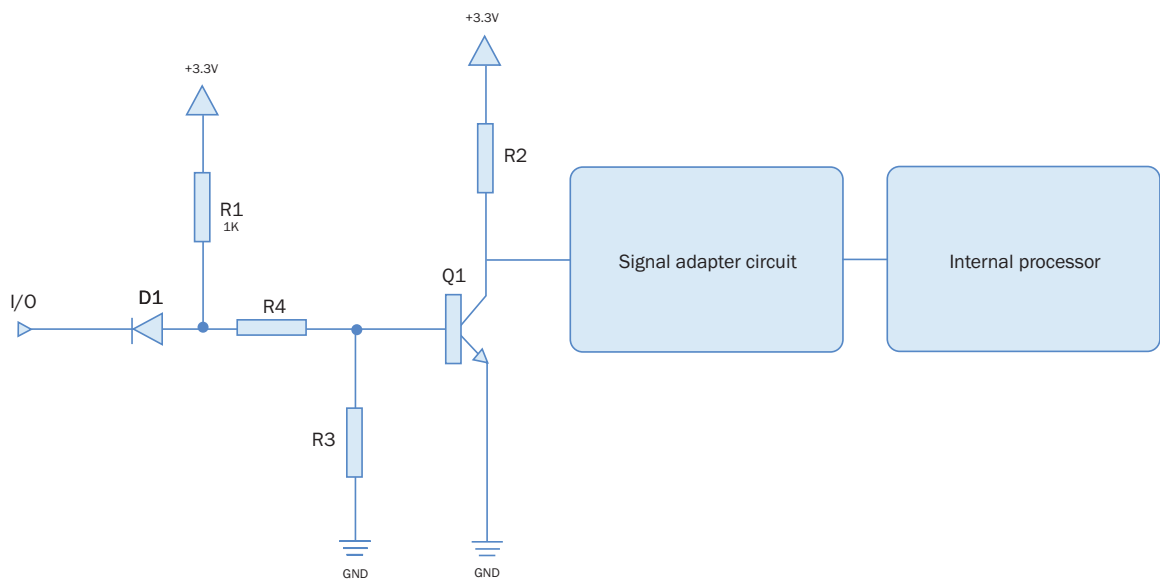 +3.3V
+3.3V
R2
R1
1K
Signal adapter circuit
Internal processor
Q1
I/O
D1
R4
R3
GND
GND